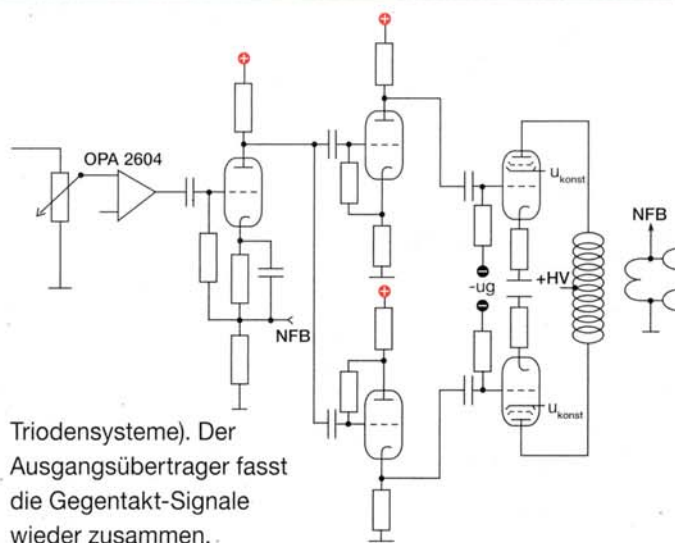 OPA 2604
NFB
-ug
+HV
u konst
u konst
NFB
Triodensysteme). Der
Ausgangsübertrager fasst
die Gegentakt-Signale
wieder zusammen.